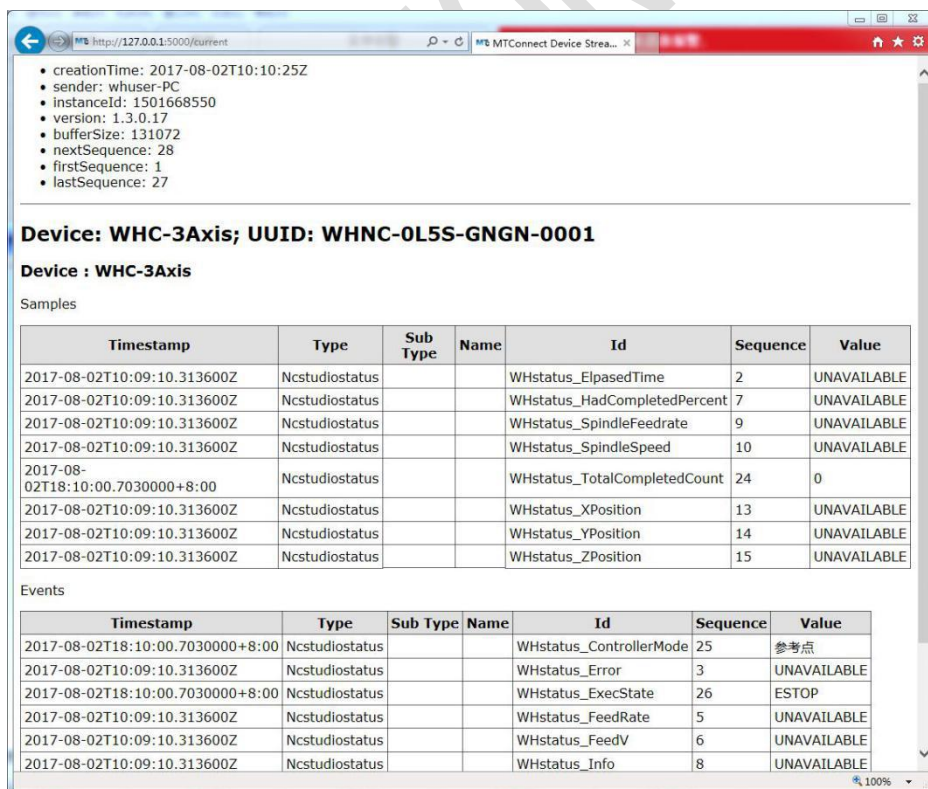 http://127.0.0.1:5000/current
MTConnect Device Strea...
creationTime: 2017-08-02T10:10:25Z
sender: whuser-PC
instanceId: 1501668550
version: 1.3.0.17
bufferSize: 131072
nextSequence: 28
firstSequence: 1
lastSequence: 27
Device: WHC-3Axis; UUID: WHNC-0L5S-GNGN-0001
Device : WHC-3Axis
Samples
Timestamp Type Sub Type Name Id Sequence Value
2017-08-02T10:09:10.313600Z Ncstudiostatus WHstatus_ElpasedTime 2 UNAVAILABLE
2017-08-02T10:09:10.313600Z Ncstudiostatus WHstatus_HadCompletedPercent 7 UNAVAILABLE
2017-08-02T10:09:10.313600Z Ncstudiostatus WHstatus_SpindleFeedrate 9 UNAVAILABLE
2017-08-02T10:09:10.313600Z Ncstudiostatus WHstatus_SpindleSpeed 10 UNAVAILABLE
2017-08-02T18:10:00.7030000+8:00 Ncstudiostatus WHstatus_TotalCompletedCount 24 0
2017-08-02T10:09:10.313600Z Ncstudiostatus WHstatus_XPosition 13 UNAVAILABLE
2017-08-02T10:09:10.313600Z Ncstudiostatus WHstatus_YPosition 14 UNAVAILABLE
2017-08-02T10:09:10.313600Z Ncstudiostatus WHstatus_ZPosition 15 UNAVAILABLE
Events
Timestamp Type Sub Type Name Id Sequence Value
2017-08-02T18:10:00.7030000+8:00 Ncstudiostatus WHstatus_ControllerMode 25 参考点
2017-08-02T10:09:10.313600Z Ncstudiostatus WHstatus_Error 3 UNAVAILABLE
2017-08-02T18:10:00.7030000+8:00 Ncstudiostatus WHstatus_ExecState 26 ESTOP
2017-08-02T10:09:10.313600Z Ncstudiostatus WHstatus_FeedRate 5 UNAVAILABLE
2017-08-02T10:09:10.313600Z Ncstudiostatus WHstatus_FeedV 6 UNAVAILABLE
2017-08-02T10:09:10.313600Z Ncstudiostatus WHstatus_Info 8 UNAVAILABLE
100%